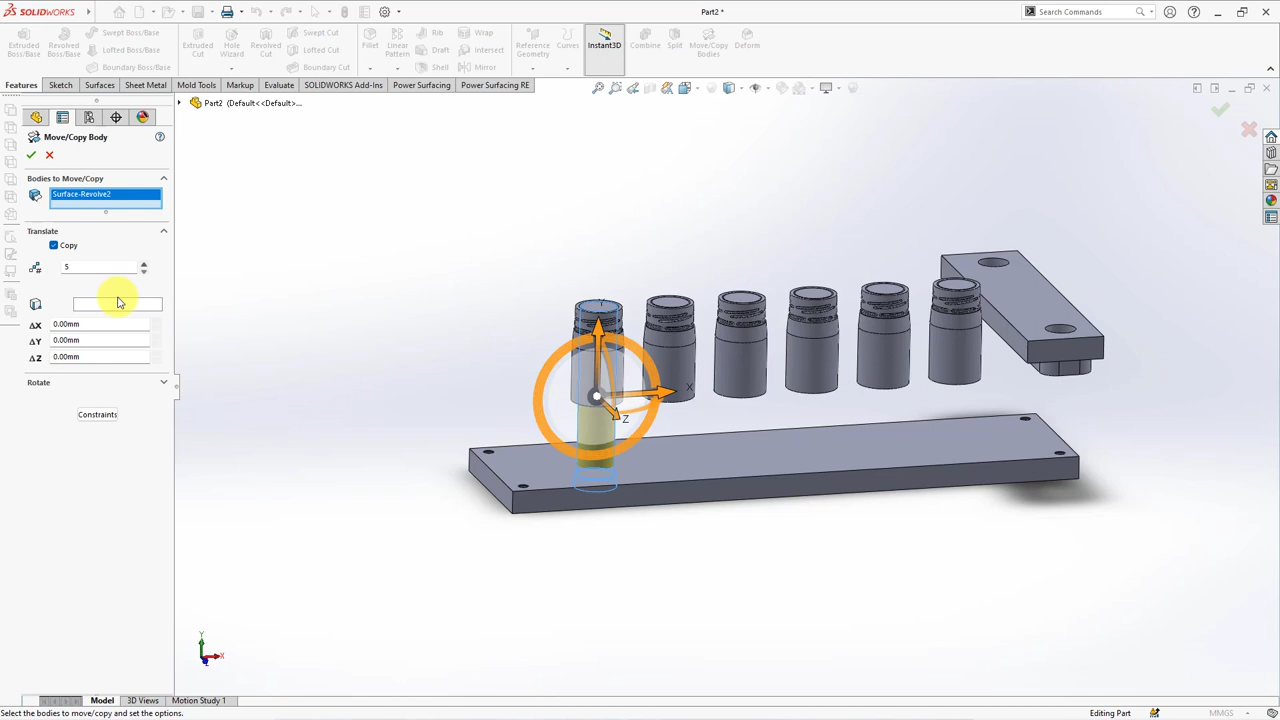 SOLIDWORKS
Part2 *
Search Commands
Extruded Boss/Base
Revolved Boss/Base
Swept Boss/Base
Lofted Boss/Base
Boundary Boss/Base
Extruded Cut
Hole Wizard
Revolved Cut
Swept Cut
Lofted Cut
Boundary Cut
Fillet
Linear Pattern
Rib
Draft
Shell
Wrap
Intersect
Mirror
Reference Geometry
Curves
Instant3D
Combine
Split
Move/Copy Bodies
Deform
Features
Sketch
Surfaces
Sheet Metal
Mold Tools
Markup
Evaluate
SOLIDWORKS Add-Ins
Power Surfacing
Power Surfacing RE
Part2 (Default<<Default>...
Move/Copy Body
Bodies to Move/Copy
Surface-Revolve2
Translate
Copy
5
ΔX 0.00mm
ΔY 0.00mm
ΔZ 0.00mm
Rotate
Constraints
Y
X
Z
Y
X
Model
3D Views
Motion Study 1
Select the bodies to move/copy and set the options.
Editing Part
MMGS